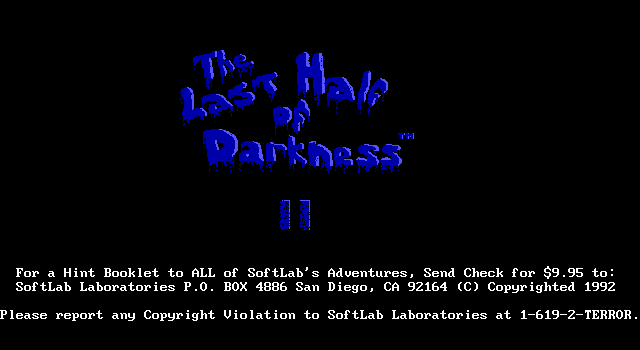 The Half
Last
of
Darkness™
II
For a Hint Booklet to ALL of SoftLab's Adventures, Send Check for $9.95 to:
SoftLab Laboratories P.O. BOX 4886 San Diego, CA 92164 (C) Copyrighted 1992
Please report any Copyright Violation to SoftLab Laboratories at 1-619-2-TERROR.